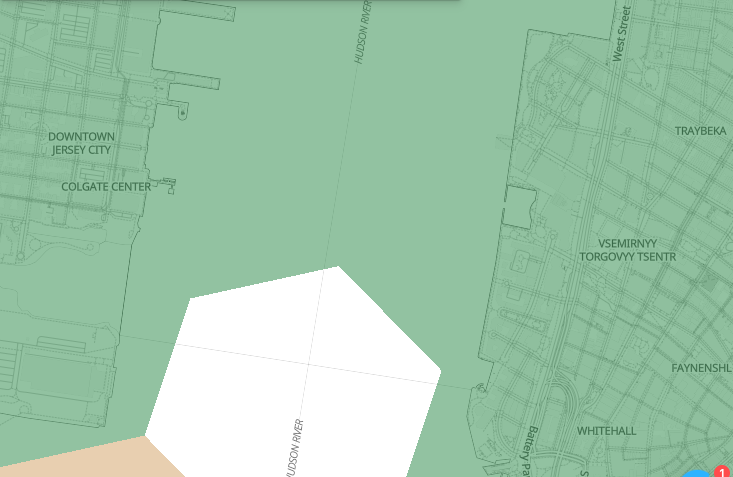 HUDSON RIVER
West Street
TRAYBEKA
DOWNTOWN
JERSEY CITY
COLGATE CENTER
VSEMIRNYY
TORGOVYY TSENTR
FAYNENSHL
WHITEHALL
UDSON RIVER
Battery Pa
S
1